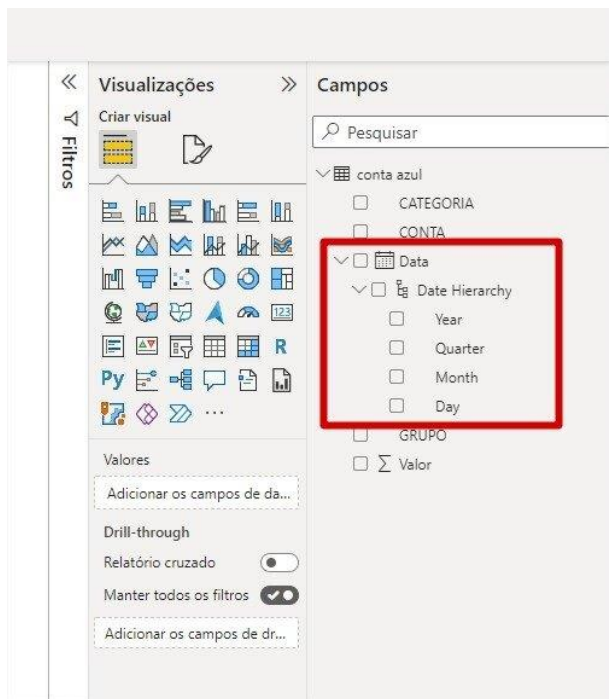 Filtros
Visualizações
Criar visual
123
R
Py
Valores
Adicionar os campos de da...
Drill-through
Relatório cruzado
Manter todos os filtros
Adicionar os campos de dr...
Campos
Pesquisar
conta azul
CATEGORIA
CONTA
Data
Date Hierarchy
Year
Quarter
Month
Day
GRUPO
Valor